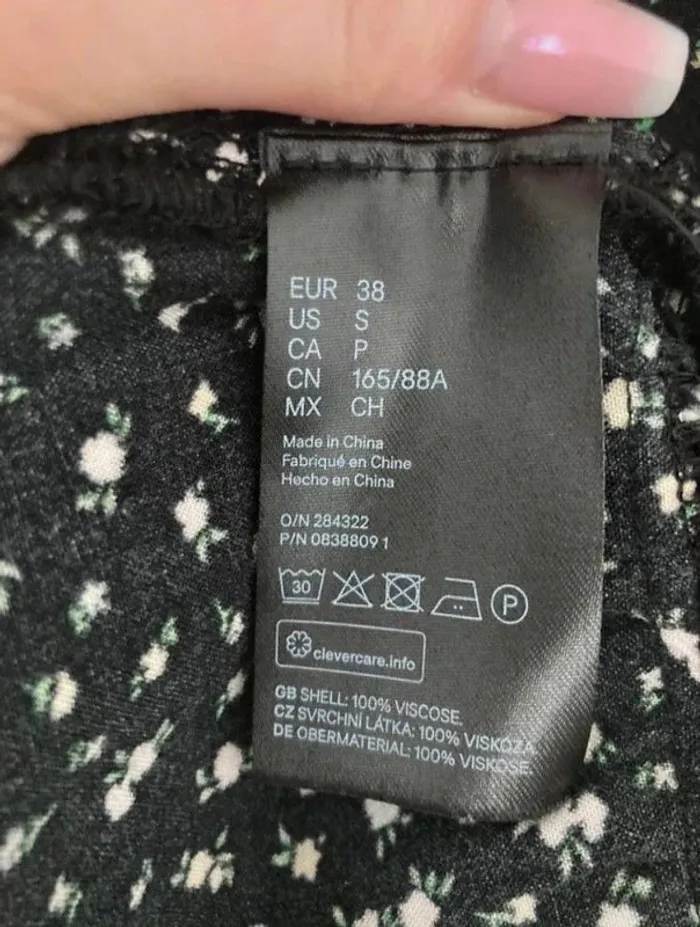 EUR 38
US S
CA P
CN 165/88A
MX CH
Made in China
Fabriqué en Chine
Hecho en China
O/N 284322
P/N 0838809 1
30
P
clevercare.info
GB SHELL: 100% VISCOSE.
CZ SVRCHNÍ LÁTKA: 100% VISKÓZA.
DE OBERMATERIAL: 100% VISKOSE.